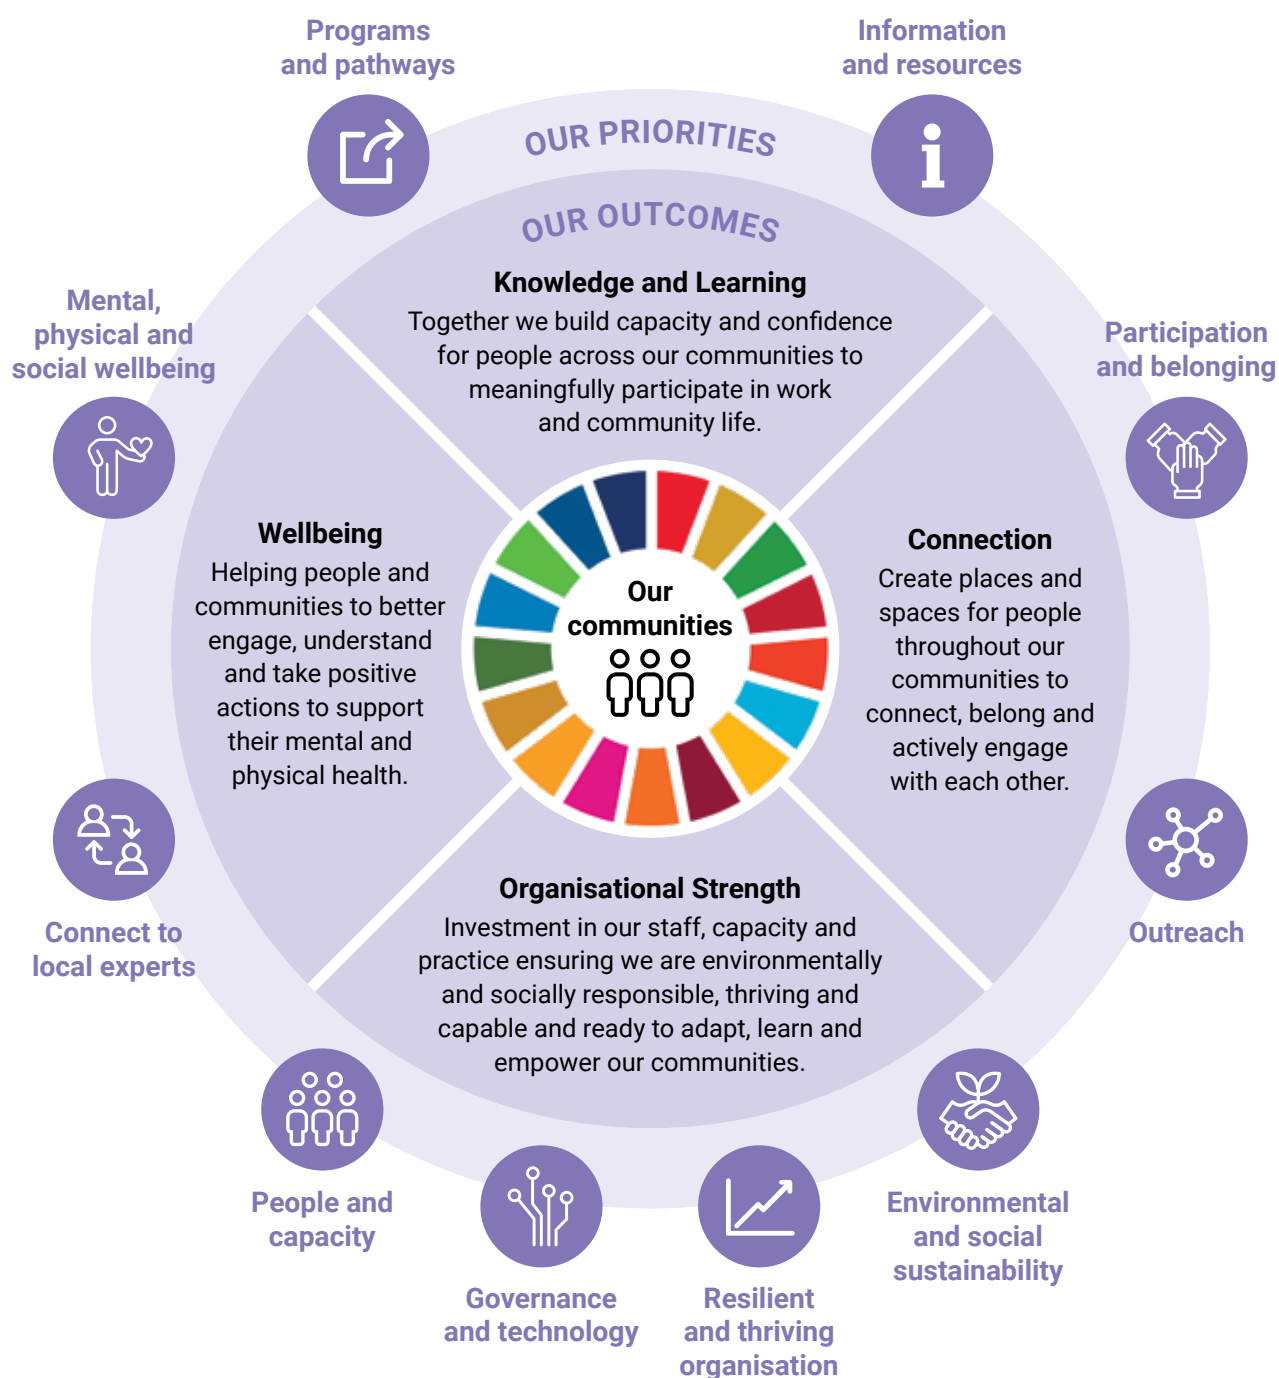 Programs
and pathways
Information
and resources
OUR PRIORITIES
OUR OUTCOMES
Knowledge and Learning
Together we build capacity and confidence
for people across our communities to
meaningfully participate in work
and community life.
Mental,
physical and
social wellbeing
Participation
and belonging
Wellbeing
Helping people and
communities to better
engage, understand
and take positive
actions to support
their mental and
physical health.
Our
communities
Connection
Create places and
spaces for people
throughout our
communities to
connect, belong and
actively engage
with each other.
Connect to
local experts
Outreach
Organisational Strength
Investment in our staff, capacity and
practice ensuring we are environmentally
and socially responsible, thriving and
capable and ready to adapt, learn and
empower our communities.
People and
capacity
Governance
and technology
Resilient
and thriving
organisation
Environmental
and social
sustainability